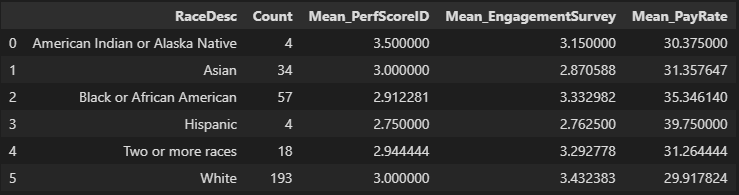 RaceDesc Count Mean_PerfScoreID Mean_EngagementSurvey Mean_PayRate
0 American Indian or Alaska Native 4 3.500000 3.150000 30.375000
1 Asian 34 3.000000 2.870588 31.357647
2 Black or African American 57 2.912281 3.332982 35.346140
3 Hispanic 4 2.750000 2.762500 39.750000
4 Two or more races 18 2.944444 3.292778 31.264444
5 White 193 3.000000 3.432383 29.917824